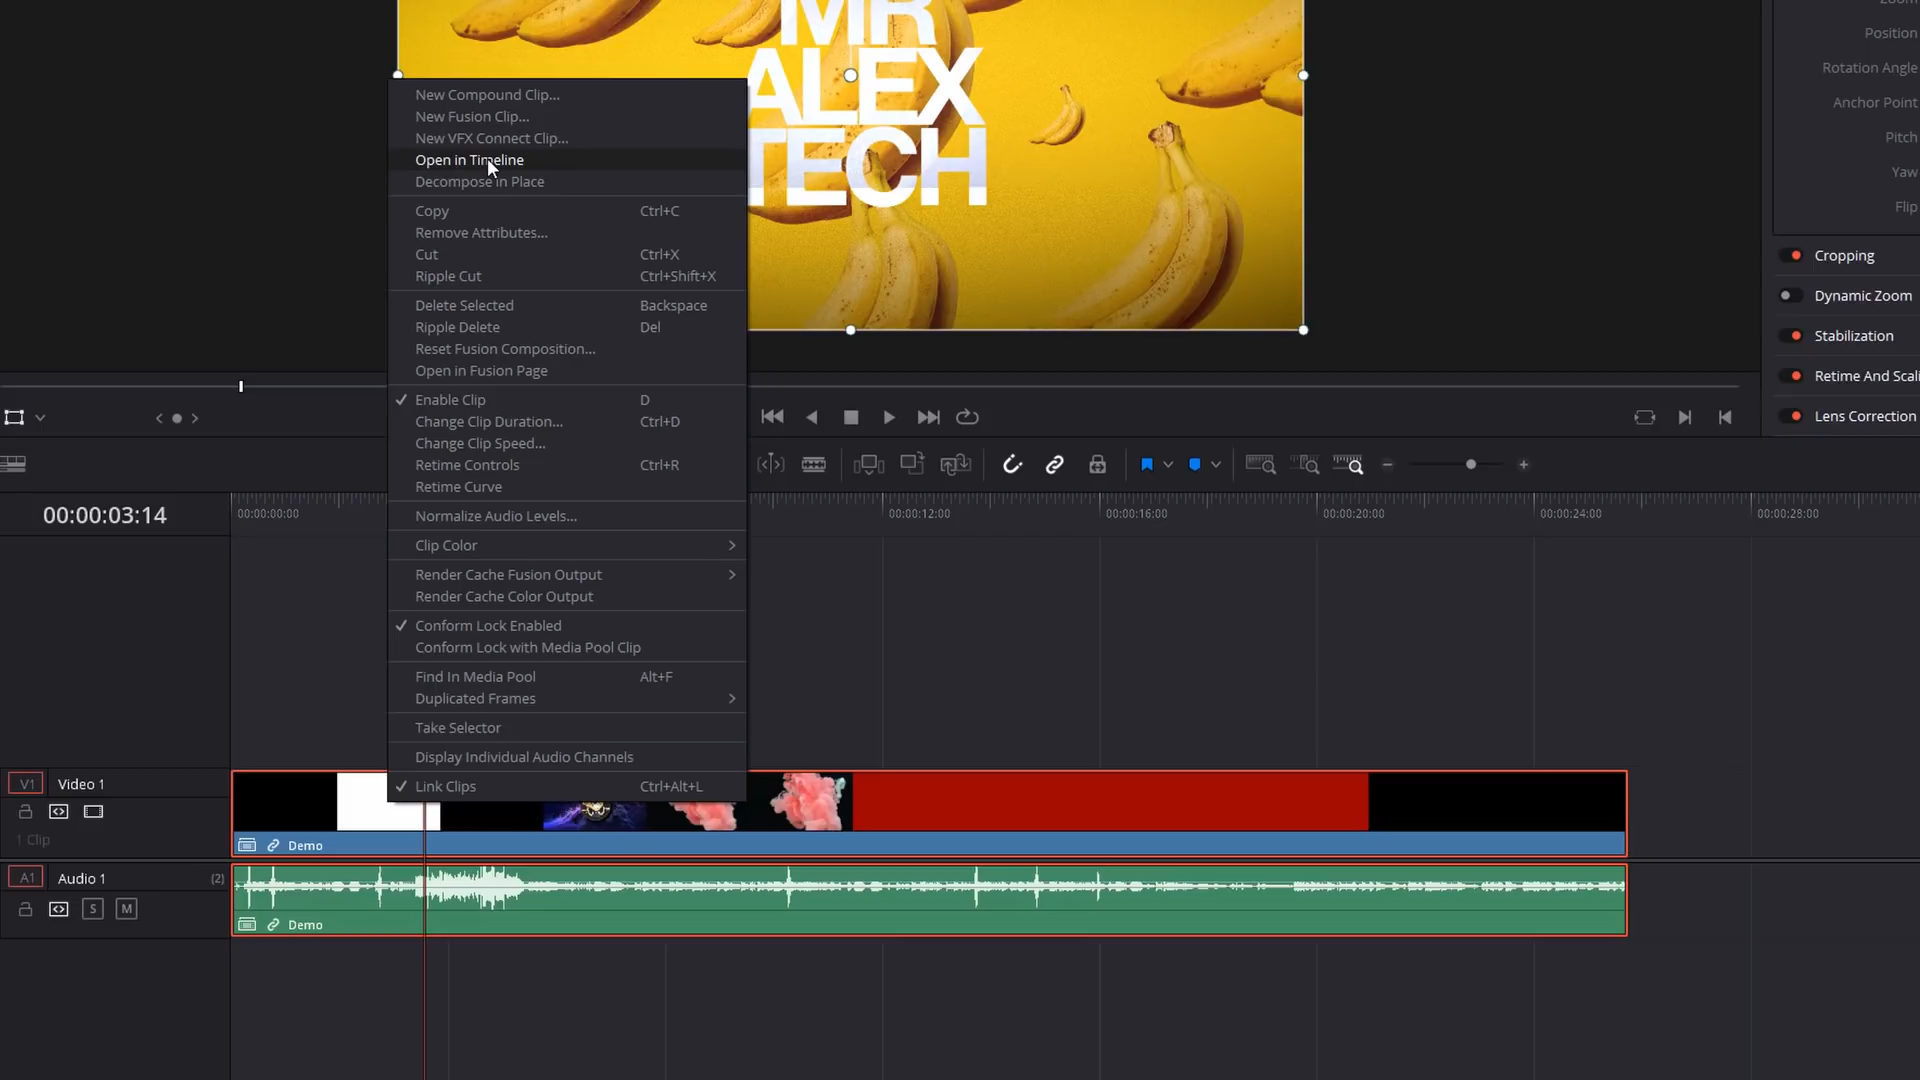 MR
ALEX
TECH
Zoom
Position
Rotation Angle
Anchor Point
Pitch
Yaw
Flip
Cropping
Dynamic Zoom
Stabilization
Retime And Scali
Lens Correction
New Compound Clip...
New Fusion Clip...
New VFX Connect Clip...
Open in Timeline
Decompose in Place
Copy Ctrl+C
Remove Attributes...
Cut Ctrl+X
Ripple Cut Ctrl+Shift+X
Delete Selected Backspace
Ripple Delete Del
Reset Fusion Composition...
Open in Fusion Page
Enable Clip D
Change Clip Duration... Ctrl+D
Change Clip Speed...
Retime Controls Ctrl+R
Retime Curve
Normalize Audio Levels...
Clip Color
Render Cache Fusion Output
Render Cache Color Output
Conform Lock Enabled
Conform Lock with Media Pool Clip
Find In Media Pool Alt+F
Duplicated Frames
Take Selector
Display Individual Audio Channels
Link Clips Ctrl+Alt+L
00:00:03:14
00:00:00:00
00:00:12:00
00:00:16:00
00:00:20:00
00:00:24:00
00:00:28:00
V1 Video 1
1 Clip
Demo
A1 Audio 1 (2)
S M
Demo